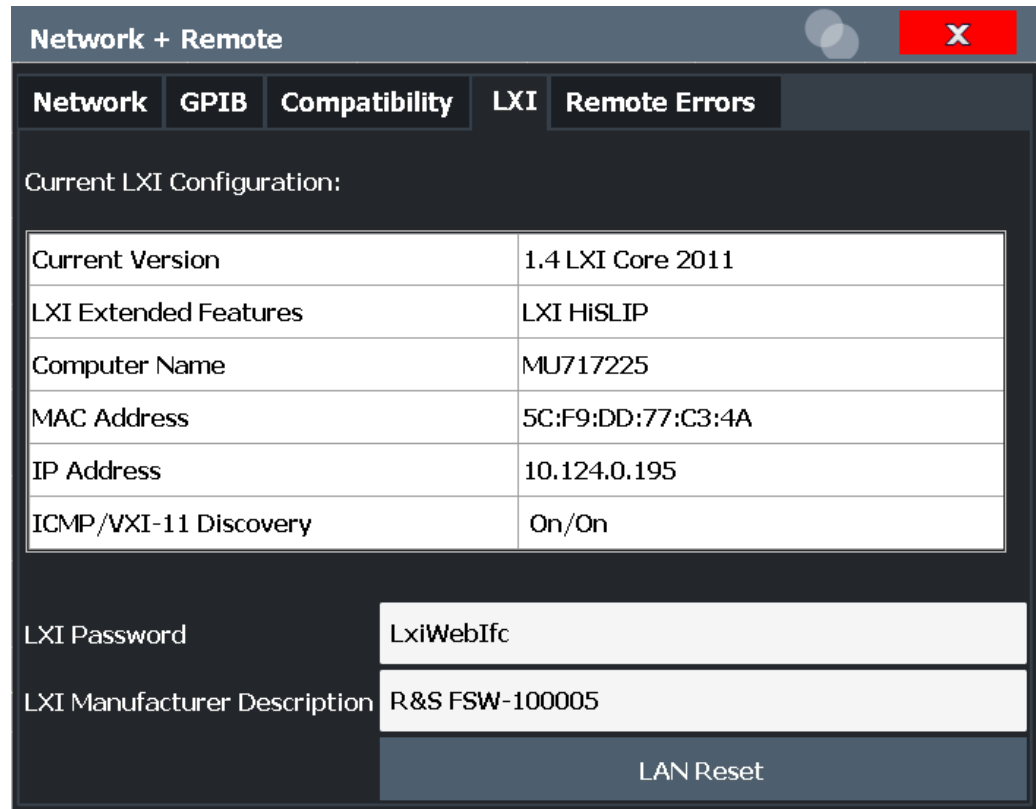 Network + Remote X
Network GPIB Compatibility LXI Remote Errors
Current LXI Configuration:
Current Version 1.4 LXI Core 2011
LXI Extended Features LXI HiSLIP
Computer Name MU717225
MAC Address 5C:F9:DD:77:C3:4A
IP Address 10.124.0.195
ICMP/VXI-11 Discovery On/On
LXI Password LxiWebIfc
LXI Manufacturer Description R&S FSW-100005
LAN Reset